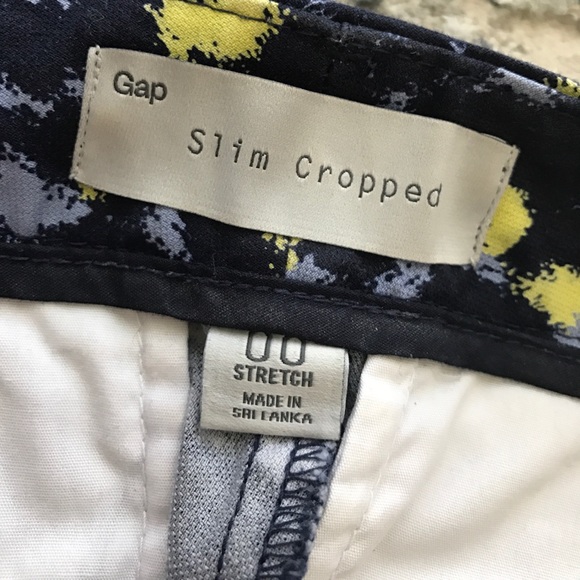 Gap
Slim Cropped
00
STRETCH
MADE IN
SRI LANKA